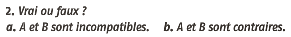 2. Vrai ou faux ?
a. A et B sont incompatibles. b. A et B sont contraires.